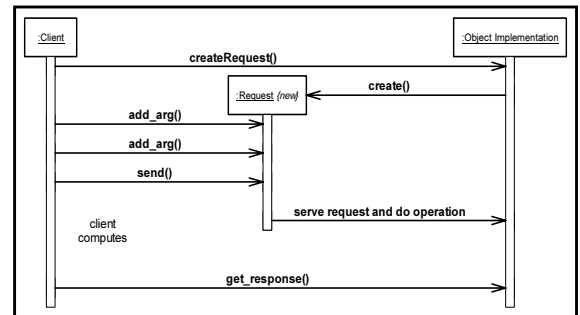 :Client
:Object Implementation
createRequest()
:Request {new}
create()
add_arg()
add_arg()
send()
serve request and do operation
client
computes
get_response()